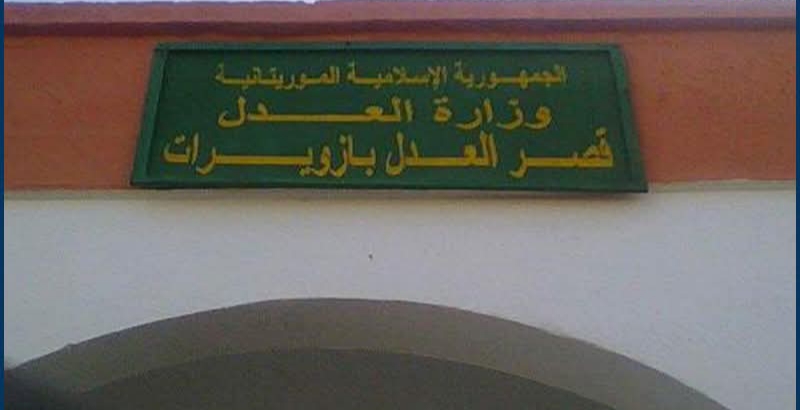 الجمهورية الإسلامية الموريتانية
وزارة العدل
قصر العدل بازويرات